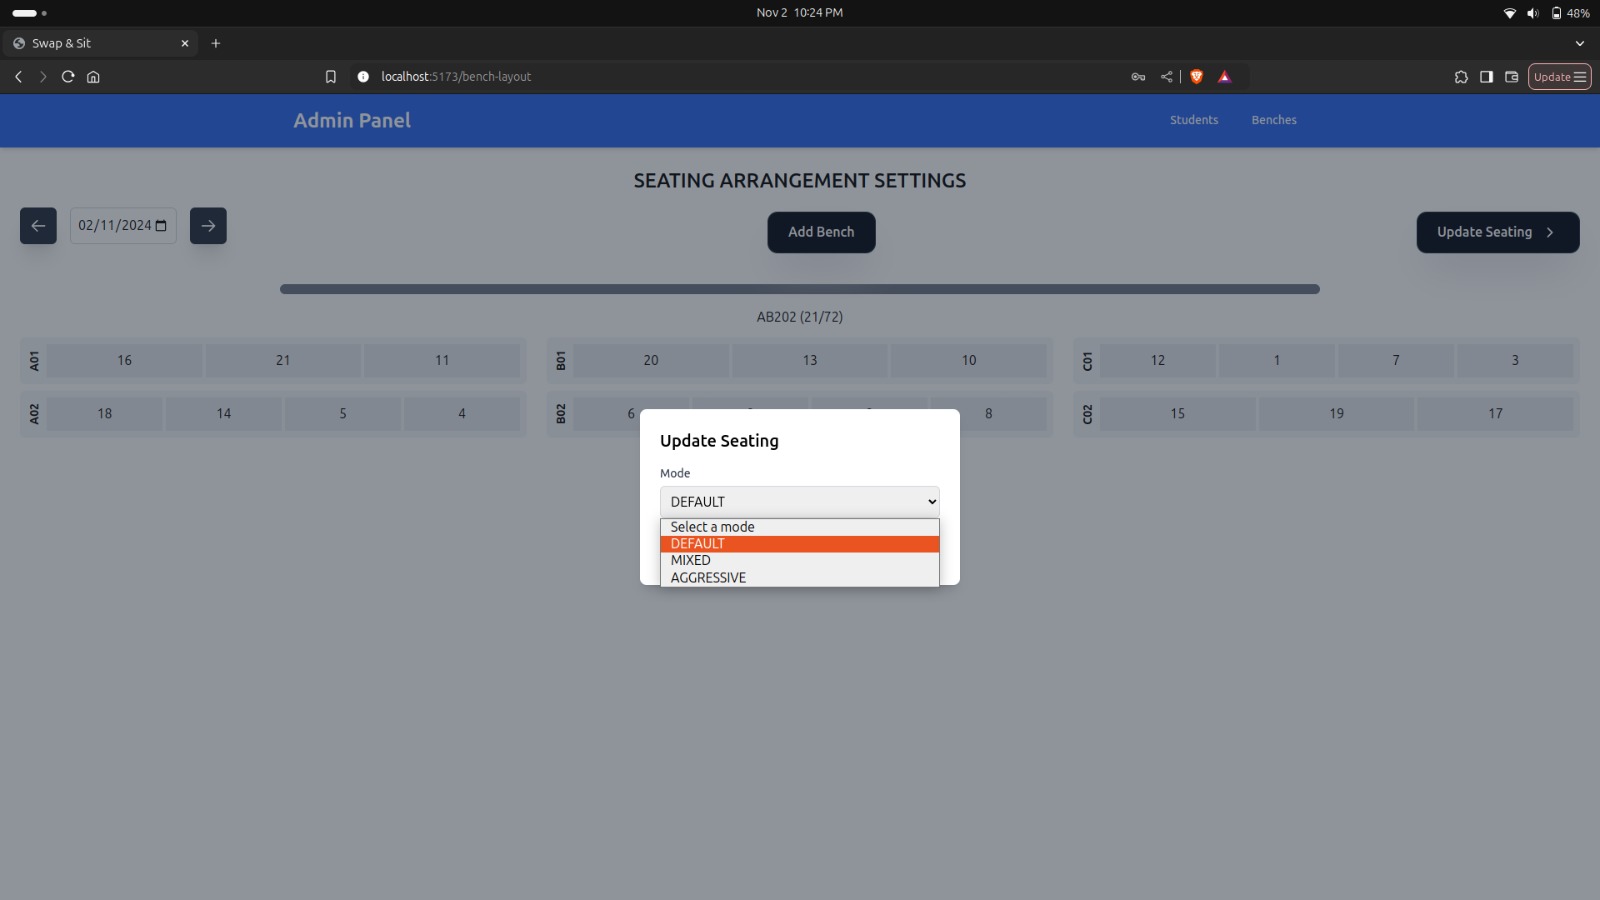 Nov 2 10:24 PM
48%
Swap & Sit
localhost:5173/bench-layout
Update
Admin Panel
Students
Benches
SEATING ARRANGEMENT SETTINGS
02/11/2024
Add Bench
Update Seating
AB202 (21/72)
A01 16 21 11
B01 20 13 10
C01 12 1 7 3
A02 18 14 5 4
B02 6 8
C02 15 19 17
Update Seating
Mode
DEFAULT
Select a mode
DEFAULT
MIXED
AGGRESSIVE